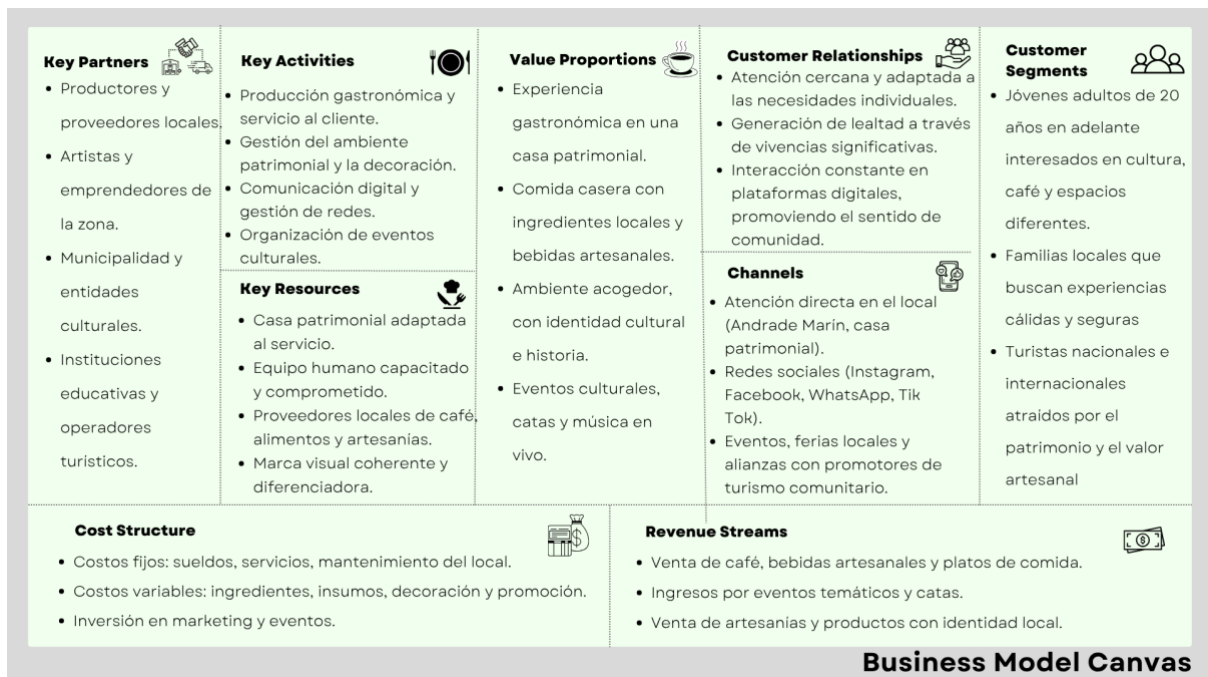 Key Partners
• Productores y
proveedores locales.
• Artistas y
emprendedores de
la zona.
• Municipalidad y
entidades
culturales.
• Instituciones
educativas y
operadores
turísticos.
Key Activities
• Producción gastronómica y
servicio al cliente.
• Gestión del ambiente
patrimonial y la decoración.
• Comunicación digital y
gestión de redes.
• Organización de eventos
culturales.
Key Resources
• Casa patrimonial adaptada
al servicio.
• Equipo humano capacitado
y comprometido.
• Proveedores locales de café,
alimentos y artesanías.
• Marca visual coherente y
diferenciadora.
Value Proportions
• Experiencia
gastronómica en una
casa patrimonial.
• Comida casera con
ingredientes locales y
bebidas artesanales.
• Ambiente acogedor,
con identidad cultural
e historia.
• Eventos culturales,
catas y música en
vivo.
Customer Relationships
• Atención cercana y adaptada a
las necesidades individuales.
• Generación de lealtad a través
de vivencias significativas.
• Interacción constante en
plataformas digitales,
promoviendo el sentido de
comunidad.
Channels
• Atención directa en el local
(Andrade Marín, casa
patrimonial).
• Redes sociales (Instagram,
Facebook, WhatsApp, Tik
Tok).
• Eventos, ferias locales y
alianzas con promotores de
turismo comunitario.
Customer
Segments
• Jóvenes adultos de 20
años en adelante
interesados en cultura,
café y espacios
diferentes.
• Familias locales que
buscan experiencias
cálidas y seguras
• Turistas nacionales e
internacionales
atraidos por el
patrimonio y el valor
artesanal
Cost Structure
• Costos fijos: sueldos, servicios, mantenimiento del local.
• Costos variables: ingredientes, insumos, decoración y promoción.
• Inversión en marketing y eventos.
Revenue Streams
• Venta de café, bebidas artesanales y platos de comida.
• Ingresos por eventos temáticos y catas.
• Venta de artesanías y productos con identidad local.
Business Model Canvas